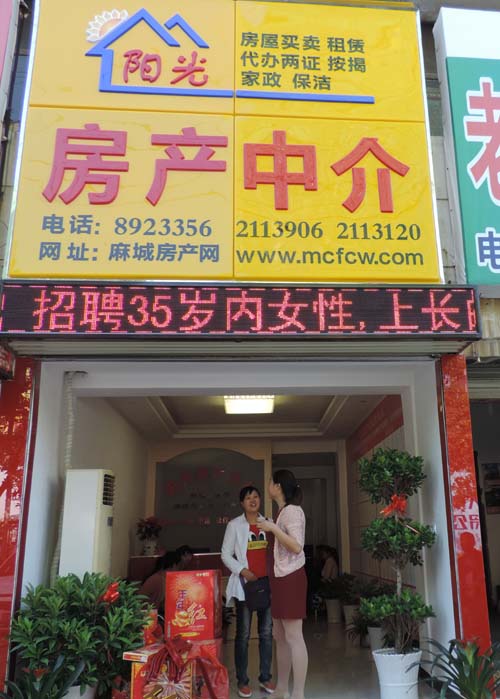 阳光
房屋买卖 租赁
代办两证 按揭
家政 保洁
房产中介
电话: 8923356 2113906 2113120
网址: 麻城房产网 www.mcfcw.com
招聘35岁内女性,上长
电